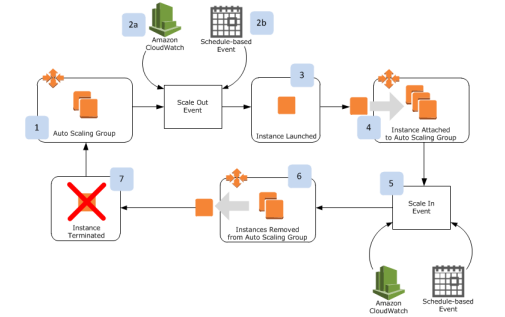 2a
Amazon
CloudWatch
2b
Schedule-based
Event
1
Auto Scaling Group
Scale Out
Event
3
Instance Launched
4
Instance Attached
to Auto Scaling Group
5
Scale In
Event
Amazon
CloudWatch
Schedule-based
Event
6
Instances Removed
from Auto Scaling Group
7
Instance
Terminated